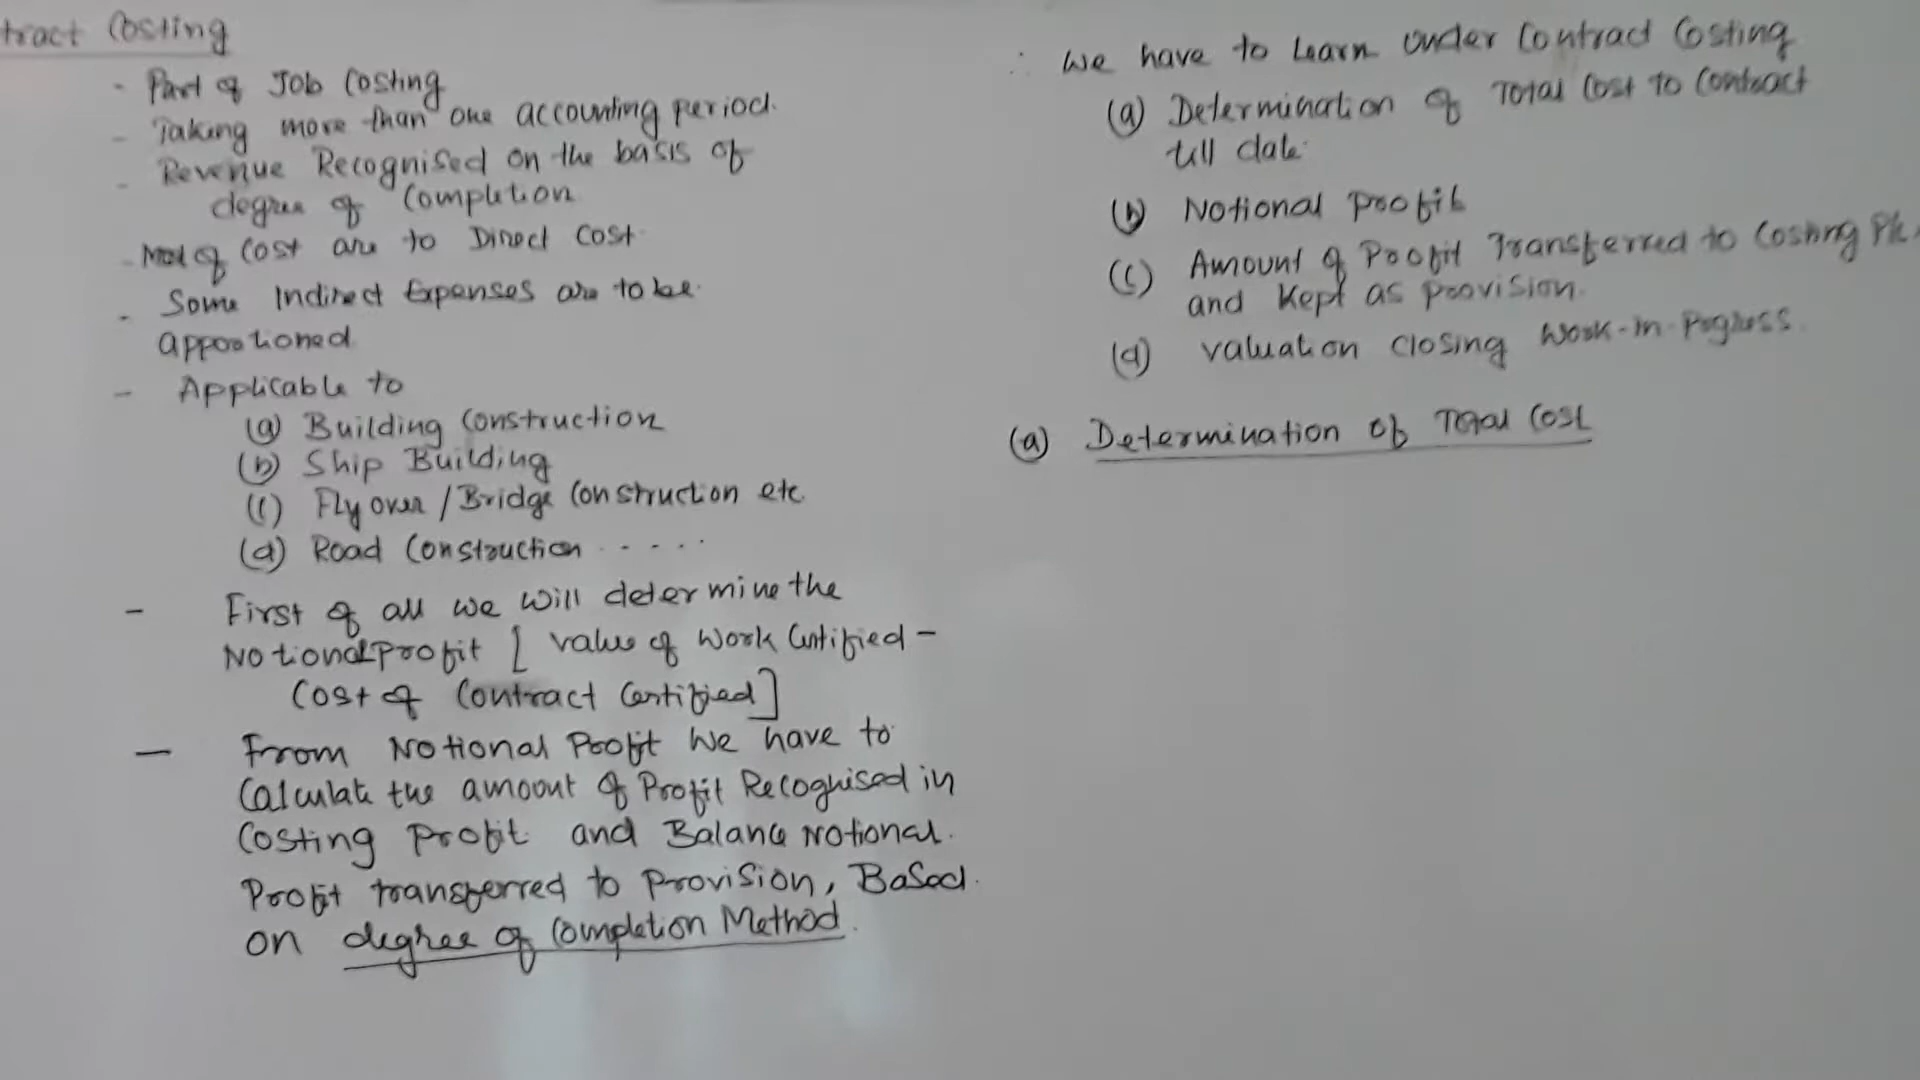 tract Costing
- Part of Job Costing
- Taking more than one accounting period.
- Revenue Recognised on the basis of
degree of Completion
- Most of Cost are to Direct Cost.
- Some Indirect Expenses are to be
apportioned
- Applicable to
(a) Building Construction
(b) Ship Building
(c) Fly over / Bridge Construction etc
(d) Road Construction .....
- First of all we will determine the
Notional Profit [ value of Work Certified -
Cost of Contract Certified]
- From Notional Profit we have to
Calculate the amount of Profit Recognised in
Costing Profit and Balance Notional.
Profit transferred to Provision, Based.
on degree of Completion Method.
∴ we have to Learn under Contract Costing
(a) Determination of Total Cost to Contract
till date.
(b) Notional Profit
(c) Amount of Profit Transferred to Costing
and Kept as provision.
(d) valuation closing Work-in-Pogress.
(a) Determination of Total Cost